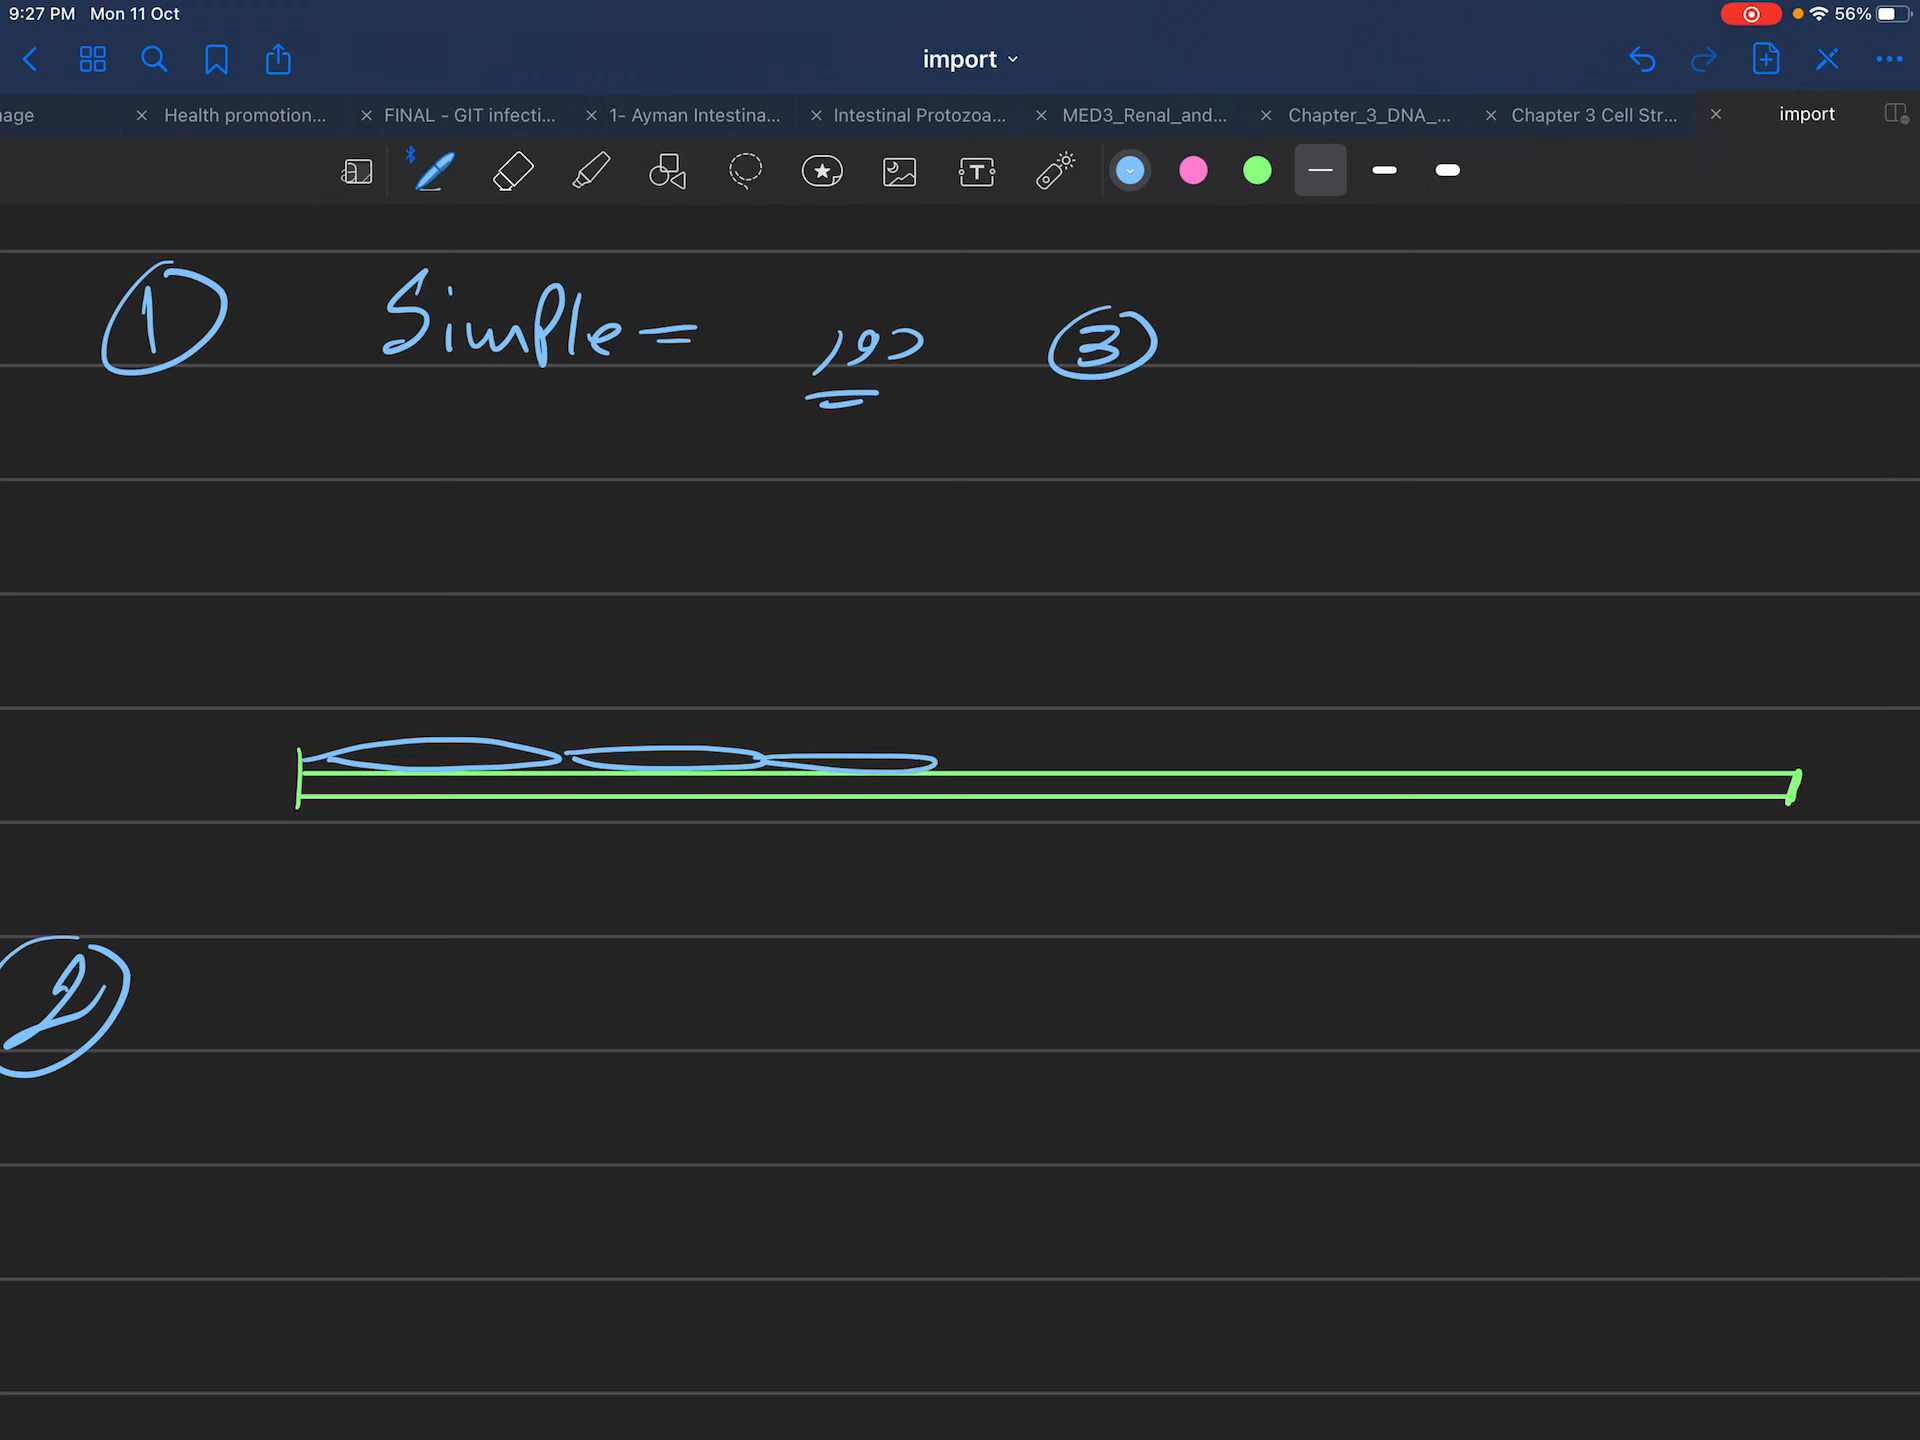 9:27 PM Mon 11 Oct 56%
import
age Health promotion... FINAL - GIT infecti... 1- Ayman Intestina... Intestinal Protozoa... MED3_Renal_and... Chapter_3_DNA_... Chapter 3 Cell Str... import
1 Simple = 3
2